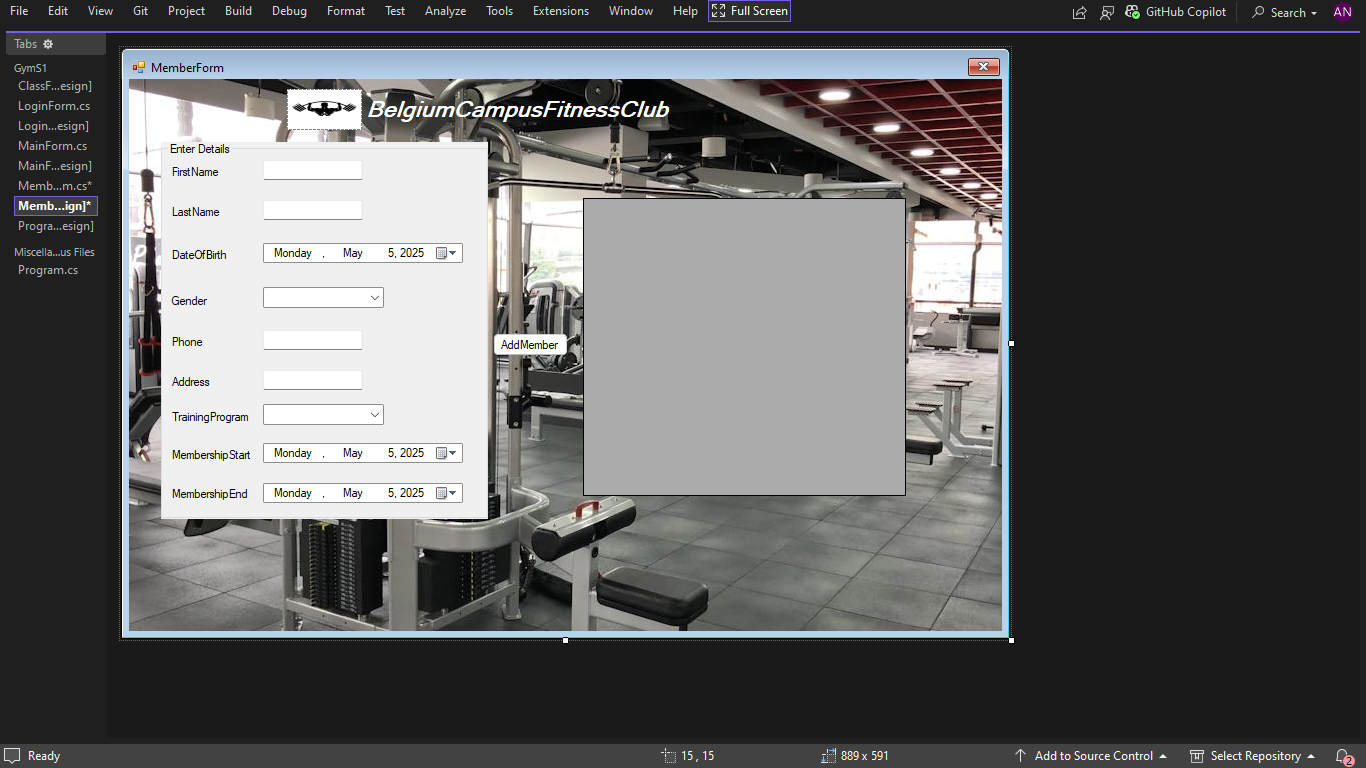 File Edit View Git Project Build Debug Format Test Analyze Tools Extensions Window Help Full Screen GitHub Copilot Search AN
Tabs
GymS1
ClassF...esign]
LoginForm.cs
Login...esign]
MainForm.cs
MainF...esign]
Memb...m.cs*
Memb...ign]*
Progra...esign]
Miscella...us Files
Program.cs
MemberForm
BelgiumCampusFitnessClub
Enter Details
FirstName
LastName
DateOfBirth Monday , May 5, 2025
Gender
Phone
AddMember
Address
TrainingProgram
MembershipStart Monday , May 5, 2025
MembershipEnd Monday , May 5, 2025
Ready 15 , 15 889 x 591 Add to Source Control Select Repository 2